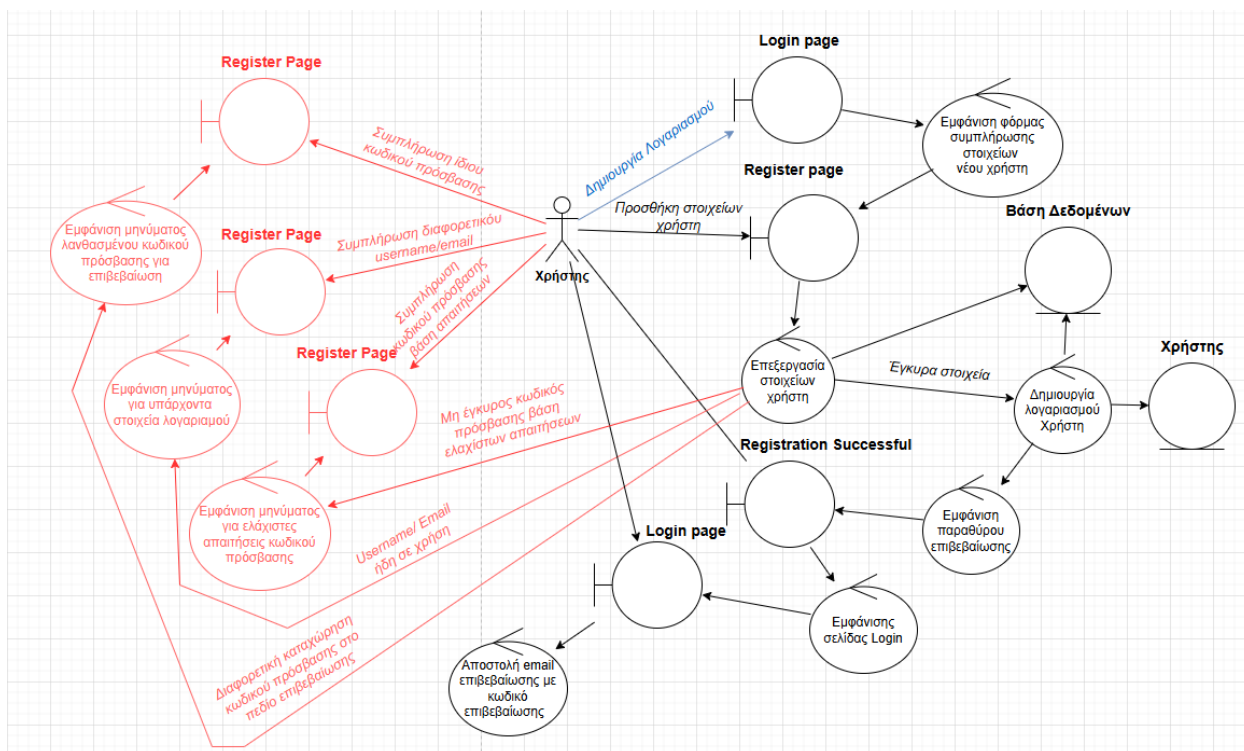 Login page
Register Page
Συμπλήρωση ίδιου
κωδικού πρόσβασης
Δημιουργία Λογαριασμού
Εμφάνιση φόρμας
συμπλήρωσης
στοιχείων
νέου χρήστη
Register page
Προσθήκη στοιχείων
χρήστη
Βάση Δεδομένων
Εμφάνιση μηνύματος
λανθασμένου κωδικού
πρόσβασης για
επιβεβαίωση
Register Page
Συμπλήρωση διαφορετικόυ
username/email
Χρήστης
Συμπλήρωση
κωδικού πρόσβασης
βάση απαιτήσεων
Register Page
Εμφάνιση μηνύματος
για υπάρχοντα
στοιχεία λογαριαμού
Επεξεργασία
στοιχείων
χρήστη
Έγκυρα στοιχεία
Χρήστης
Δημιουργία
λογαριασμού
Χρήστη
Μη έγκυρος κωδικός
πρόσβασης βάση
ελαχίστων απαιτήσεων
Registration Successful
Εμφάνιση μηνύματος
για ελάχιστες
απαιτήσεις κωδικού
πρόσβασης
Username/ Email
ήδη σε χρήση
Login page
Εμφάνιση
παραθύρου
επιβεβαίωσης
Διαφορετική καταχώρηση
κωδικού πρόσβασης στο
πεδίο επιβεβαίωσης
Εμφάνισης
σελίδας Login
Αποστολή email
επιβεβαίωσης με
κωδικό
επιβεβαίωσης